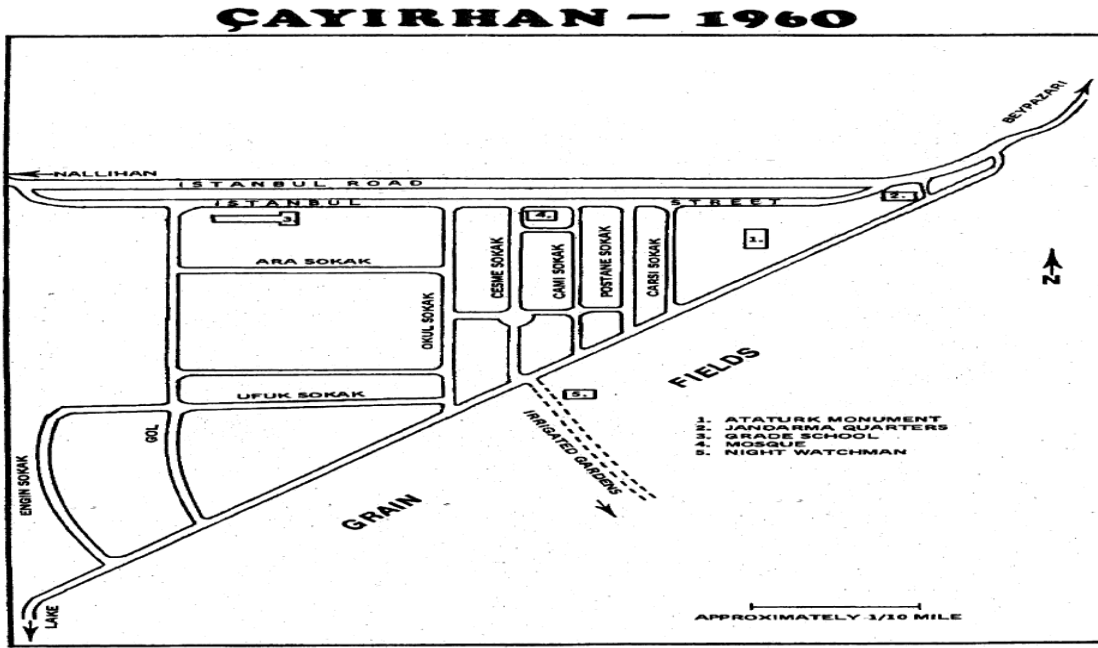 ÇAYIRHAN – 1960
BEYPAZARI
NALLIHAN
ISTANBUL ROAD
ISTANBUL STREET
3.
4.
2.
1.
ARA SOKAK
OKUL SOKAK
CESME SOKAK
CAMI SOKAK
POSTANE SOKAK
CARSI SOKAK
N
UFUK SOKAK
5.
GOL
ENGIN SOKAK
IRRIGATED GARDENS
GRAIN FIELDS
1. ATATURK MONUMENT
2. JANDARMA QUARTERS
3. GRADE SCHOOL
4. MOSQUE
5. NIGHT WATCHMAN
LAKE
APPROXIMATELY 1/10 MILE